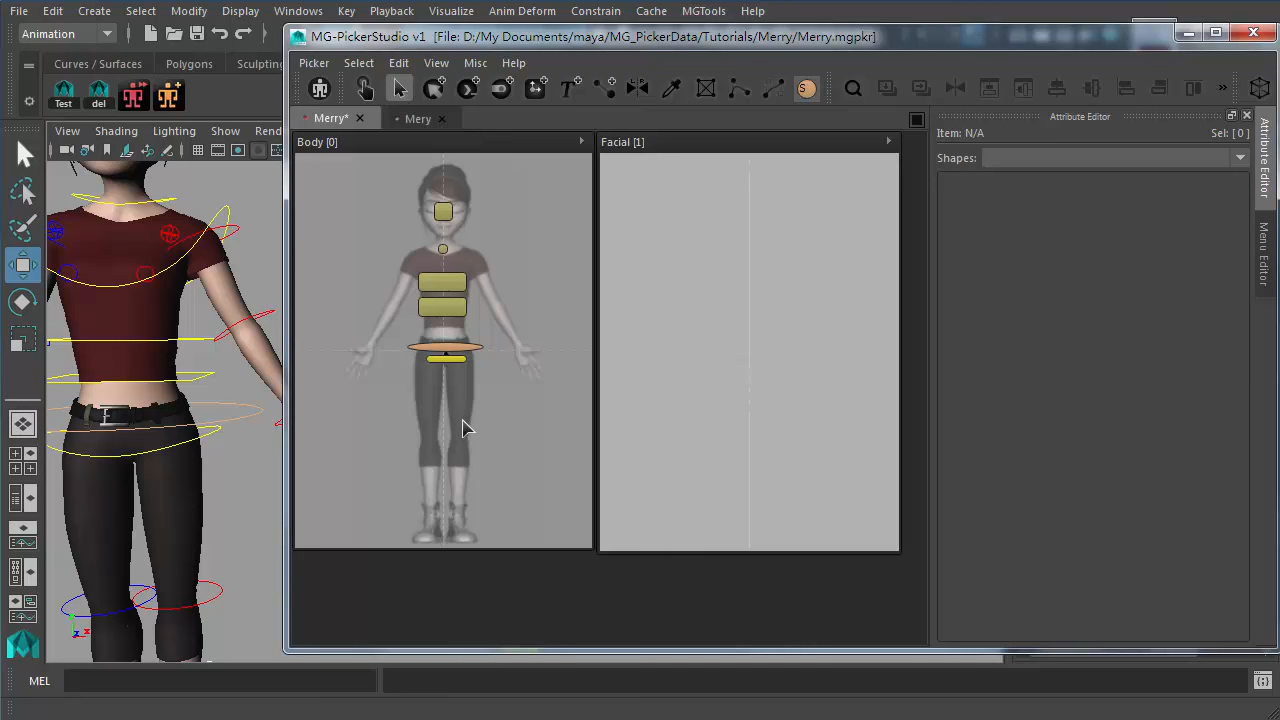 File Edit Create Select Modify Display Windows Key Playback Visualize Anim Deform Constrain Cache MGTools Help
Animation
MG-PickerStudio v1 [File: D:/My Documents/maya/MG_PickerData/Tutorials/Merry/Merry.mgpkr]
Curves / Surfaces Polygons Sculpting
Picker Select Edit View Misc Help
Test del
T
S
Merry* Mery
Attribute Editor
View Shading Lighting Show Rend
Item: N/A Sel: [ 0 ]
Body [0] Facial [1]
Shapes:
Attribute Editor
Menu Editor
z x
MEL